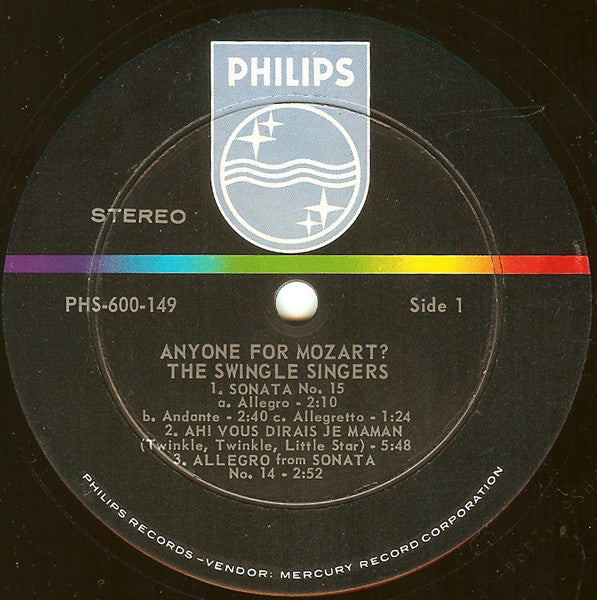 PHILIPS
STEREO
PHS-600-149
Side 1
ANYONE FOR MOZART?
THE SWINGLE SINGERS
1. SONATA No. 15
a. Allegro - 2:10
b. Andante - 2:40 c. Allegretto - 1:24
2. AH! VOUS DIRAIS JE MAMAN
(Twinkle, Twinkle, Little Star) - 5:48
3. ALLEGRO from SONATA
No. 14 - 2:52
PHILIPS RECORDS–VENDOR: MERCURY RECORD CORPORATION